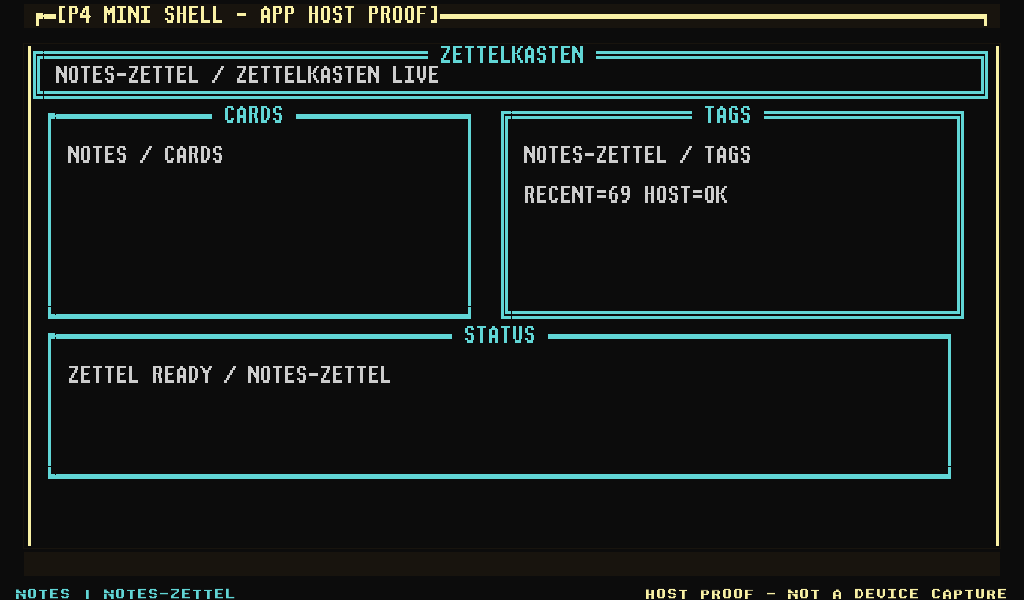 [P4 MINI SHELL - APP HOST PROOF]
ZETTELKASTEN
NOTES-ZETTEL / ZETTELKASTEN LIVE
CARDS
NOTES / CARDS
TAGS
NOTES-ZETTEL / TAGS
RECENT=69 HOST=OK
STATUS
ZETTEL READY / NOTES-ZETTEL
NOTES | NOTES-ZETTEL
HOST PROOF - NOT A DEVICE CAPTURE